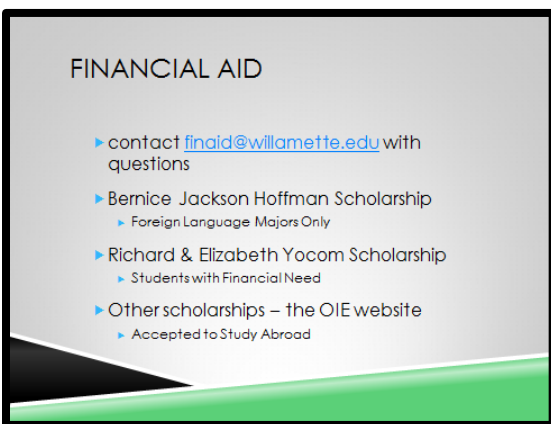 FINANCIAL AID
contact finaid@willamette.edu with
questions
Bernice Jackson Hoffman Scholarship
Foreign Language Majors Only
Richard & Elizabeth Yocom Scholarship
Students with Financial Need
Other scholarships – the OIE website
Accepted to Study Abroad